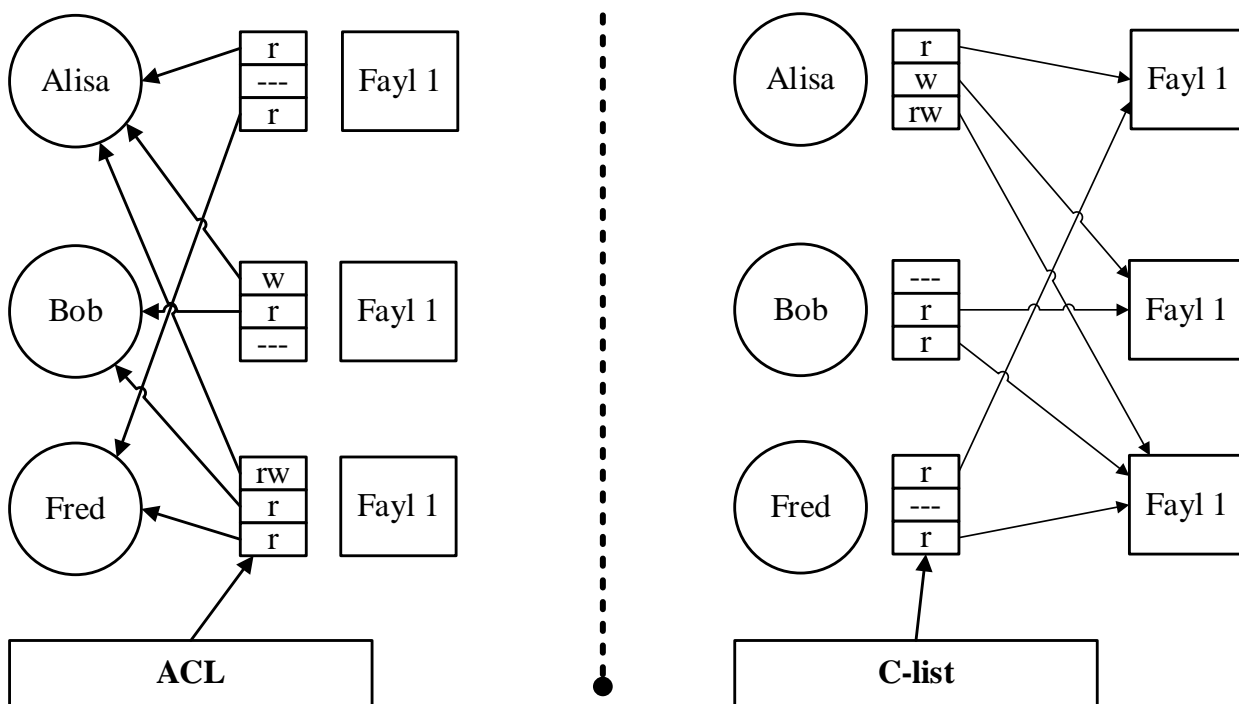 Alisa
r
---
r
Fayl 1
Bob
w
r
---
Fayl 1
Fred
rw
r
r
Fayl 1
ACL
Alisa
r
w
rw
Fayl 1
Bob
---
r
r
Fayl 1
Fred
r
---
r
Fayl 1
C-list